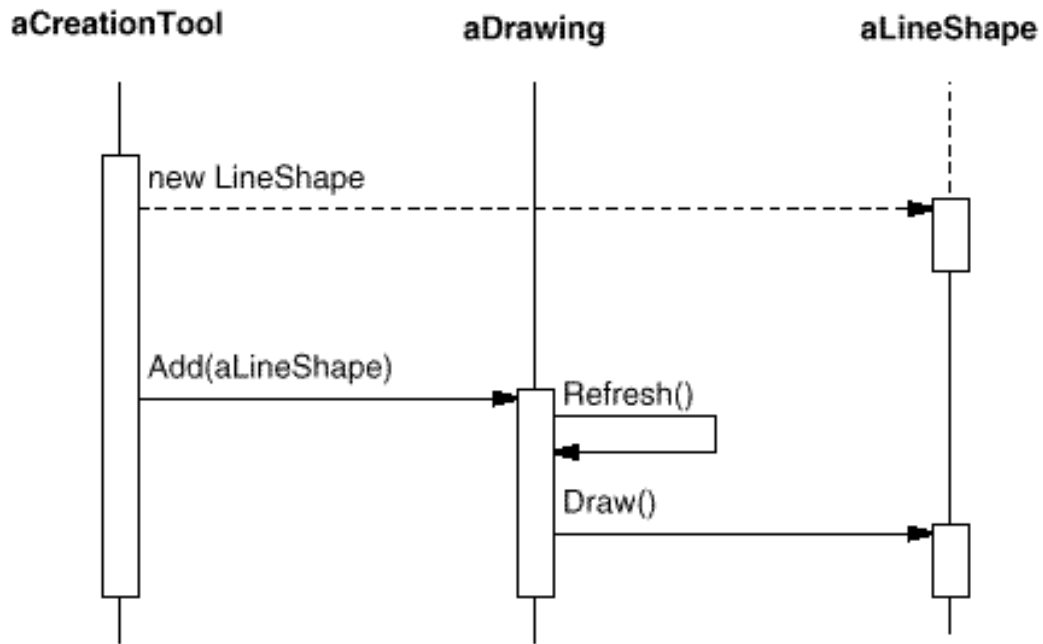 aCreationTool
aDrawing
aLineShape
new LineShape
Add(aLineShape)
Refresh()
Draw()